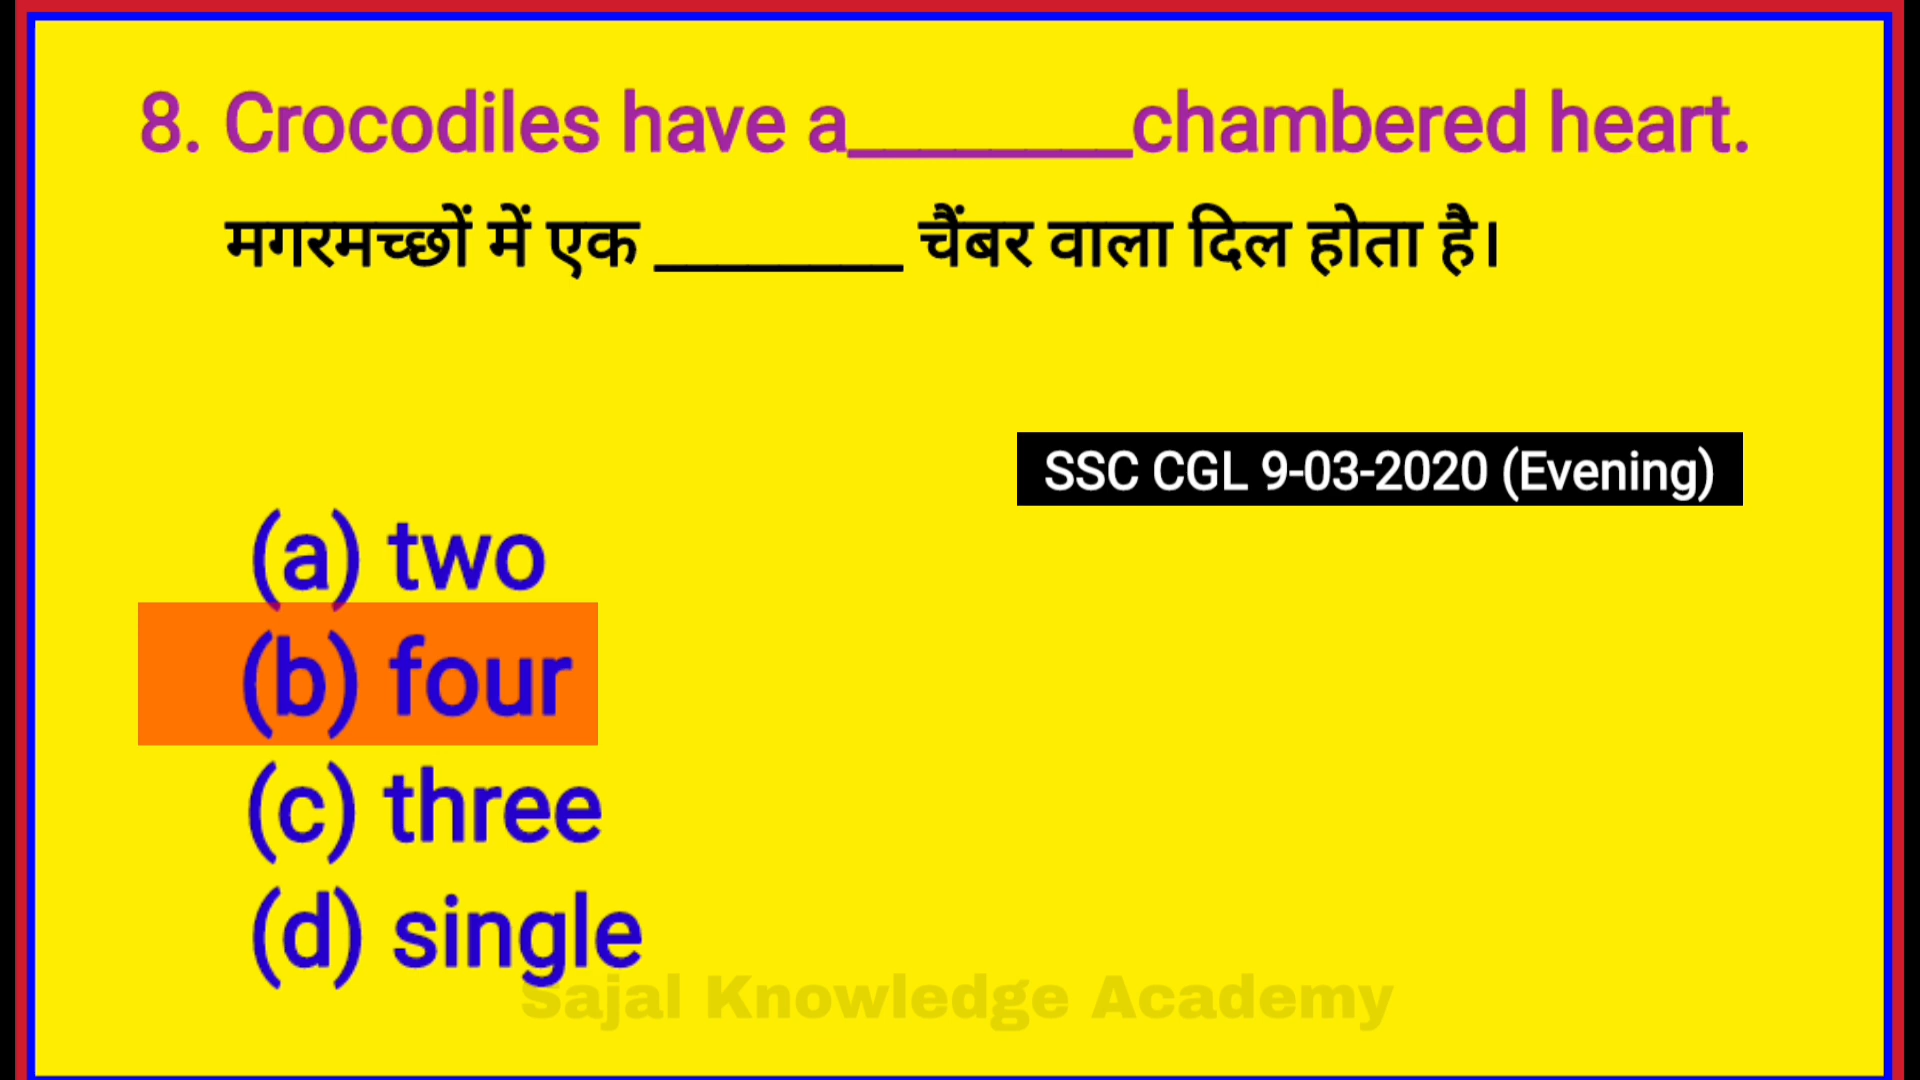 8. Crocodiles have a________chambered heart.
मगरमच्छों में एक ________ चैंबर वाला दिल होता है।
SSC CGL 9-03-2020 (Evening)
(a) two
(b) four
(c) three
(d) single
Sajal Knowledge Academy